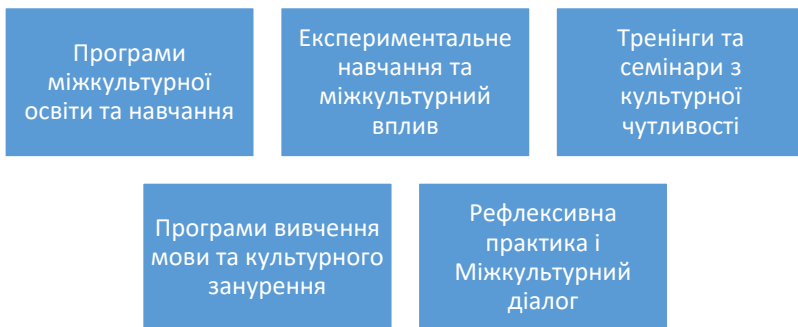 Програми
міжкультурної
освіти та навчання
Експериментальне
навчання та
міжкультурний
вплив
Тренінги та
семінари з
культурної
чутливості
Програми вивчення
мови та культурного
занурення
Рефлексивна
практика і
Міжкультурний
діалог